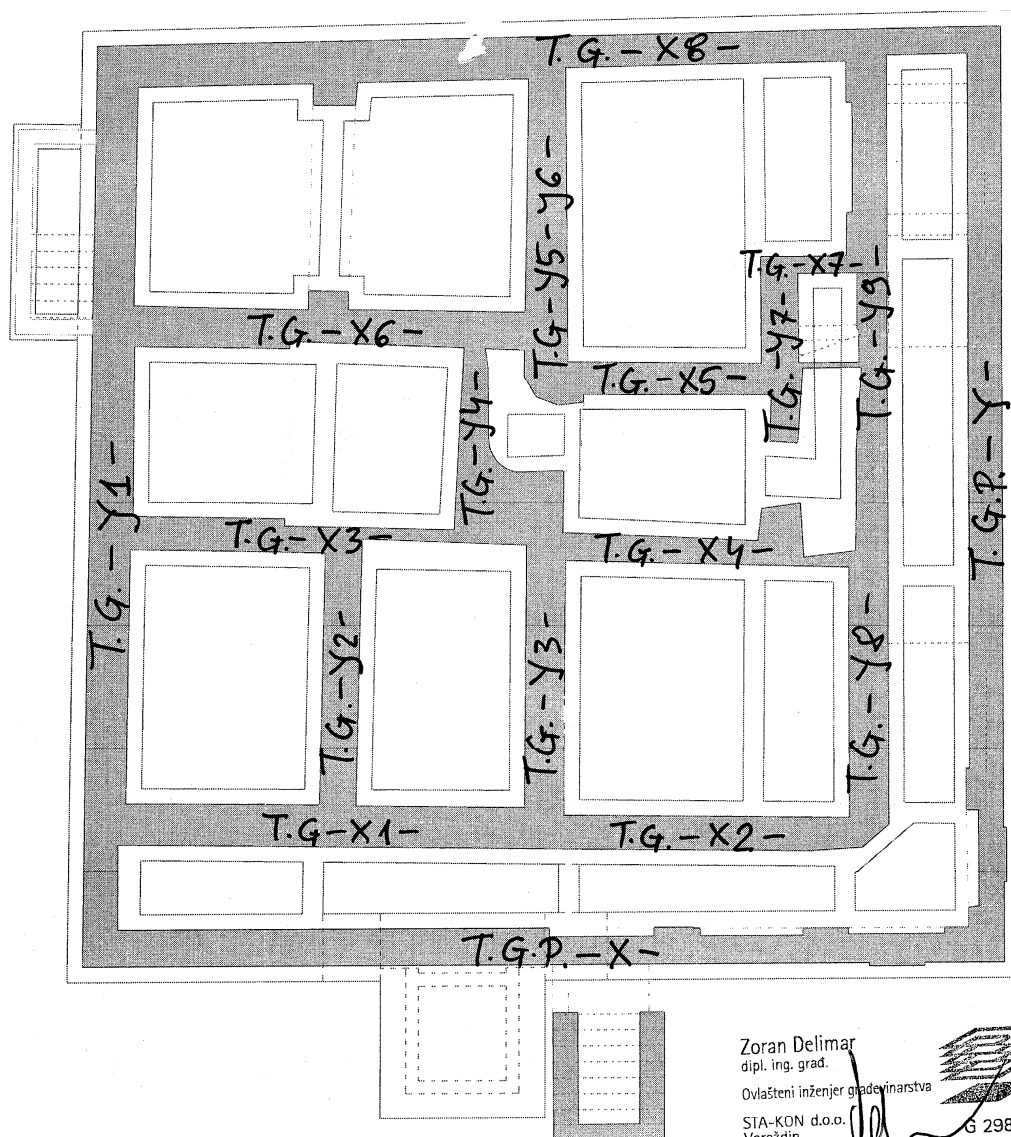 T.G. - X8 -
T.G - Y5 - Y6 -
T.G. - X7 -
T.G. - Y7 -
T.G. - Y9 -
T.G. - X6 -
T.G. - X5 -
T.G. - Y4 -
T.G.P. - Y -
T.G. - Y1 -
T.G. - X3 -
T.G. - X4 -
T.G. - Y2 -
T.G. - Y3 -
T.G. - Y8 -
T.G - X1 -
T.G. - X2 -
T.G.P. - X -
Zoran Delimar
dipl. ing. građ.
Ovlašteni inženjer građevinarstva
STA-KON d.o.o.
Varaždin
G 298